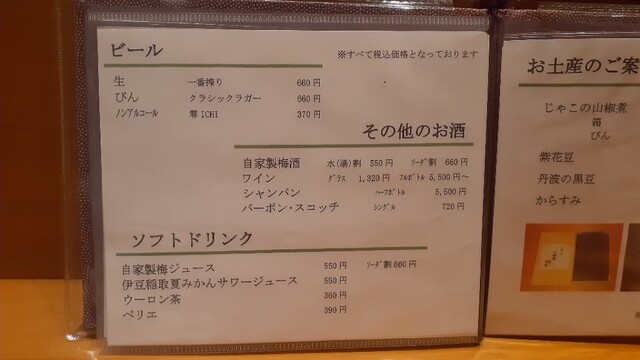 ビール
※すべて税込価格となっております
生 一番搾り 660円
びん クラシックラガー 660円
ノンアルコール 零ICHI 370円
その他のお酒
自家製梅酒 水(湯)割 550円 ソーダ割 660円
ワイン グラス 1,320円 フルボトル 5,500円～
シャンパン ハーフボトル 5,500円
バーボン・スコッチ シングル 720円
ソフトドリンク
自家製梅ジュース 550円 ソーダ割660円
伊豆稲取夏みかんサワージュース 550円
ウーロン茶 360円
ペリエ 390円
お土産のご案
じゃこの山椒煮
箱
びん
紫花豆
丹波の黒豆
からすみ